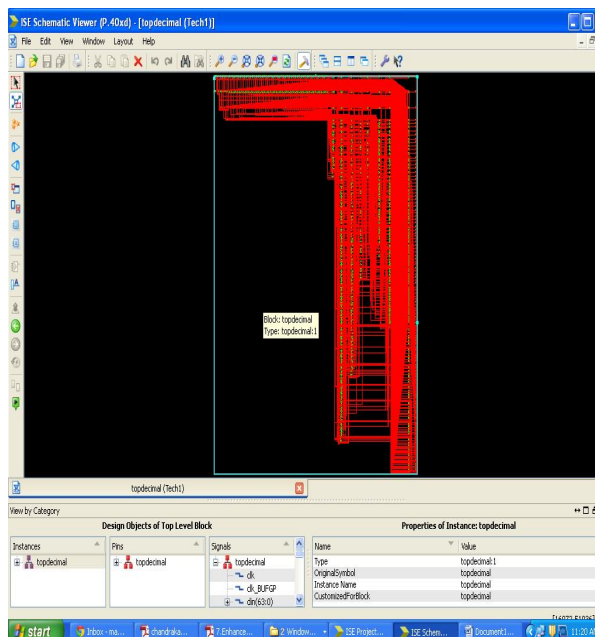 ISE Schematic Viewer (P.40xd) - [topdecimal (Tech1)]
File Edit View Window Layout Help
Block: topdecimal
Type: topdecimal:1
topdecimal (Tech1)
View by Category
Design Objects of Top Level Block
Properties of Instance: topdecimal
Instances Pins Signals Name Value
topdecimal topdecimal topdecimal Type topdecimal:1
OriginalSymbol topdecimal
clk Instance Name topdecimal
clk_BUFGP CustomizedForBlock topdecimal
din(63:0)
start Inbox - ma... chandraka... 7.Enhance... 2 Window... ISE Project... ISE Schem... Document1... 11:20 AM